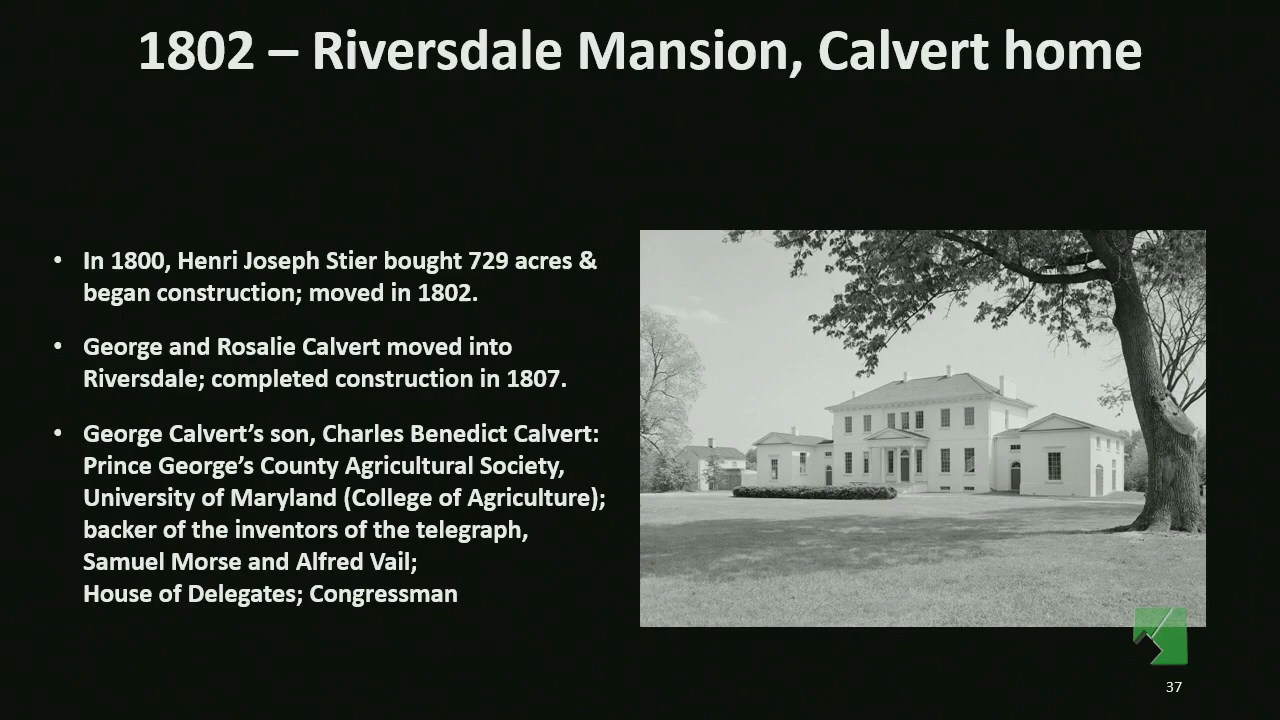 1802 – Riversdale Mansion, Calvert home
• In 1800, Henri Joseph Stier bought 729 acres &
began construction; moved in 1802.
• George and Rosalie Calvert moved into
Riversdale; completed construction in 1807.
• George Calvert’s son, Charles Benedict Calvert:
Prince George’s County Agricultural Society,
University of Maryland (College of Agriculture);
backer of the inventors of the telegraph,
Samuel Morse and Alfred Vail;
House of Delegates; Congressman
37